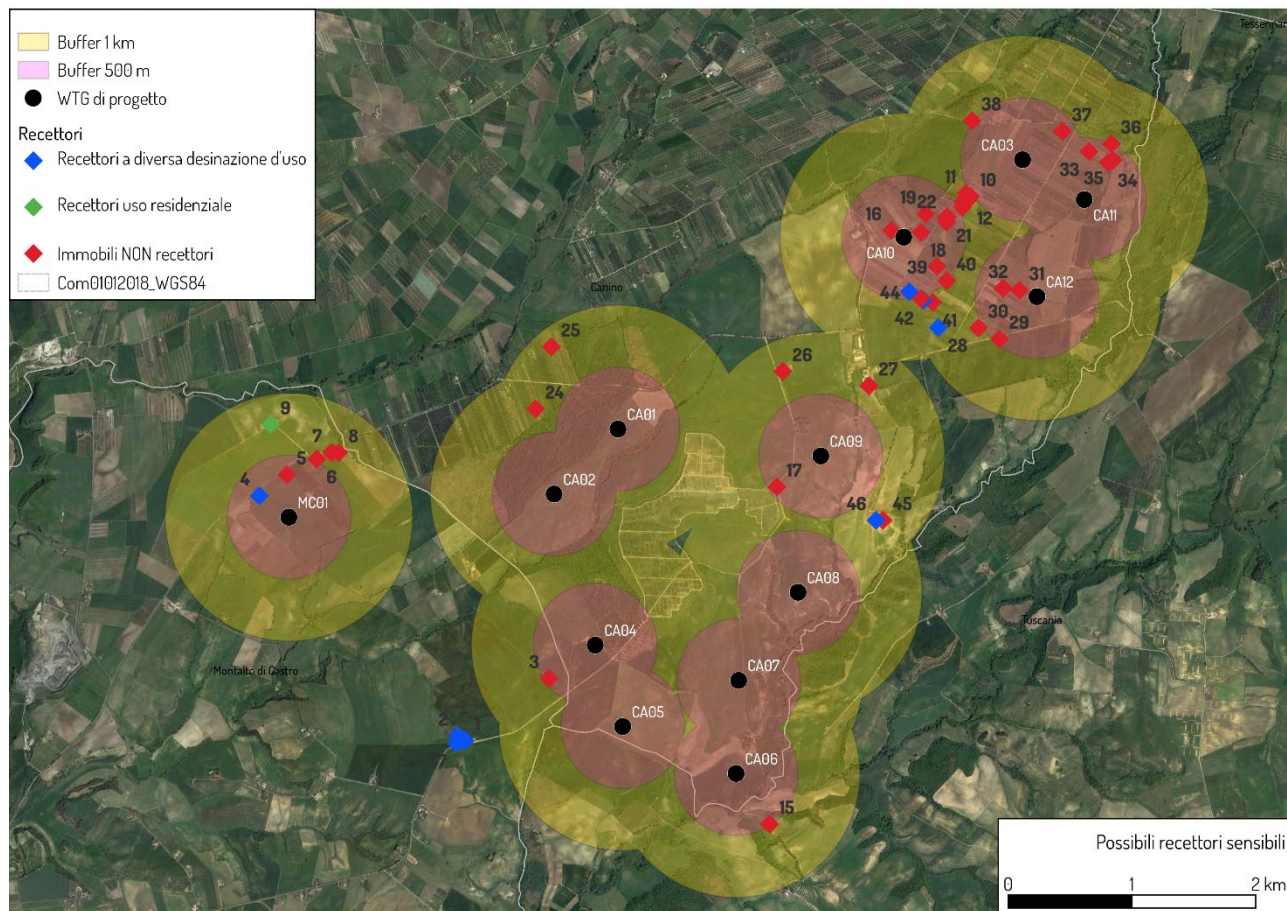 Buffer 1 km
Buffer 500 m
WTG di progetto
Recettori
Recettori a diversa desinazione d'uso
Recettori uso residenziale
Immobili NON recettori
Com01012018_WGS84
Canino
Montalto di Castro
Tuscania
38
37
36
CA03
33
35
34
11
10
12
CA11
19
22
16
21
CA10
18
39
40
32
31
CA12
44
42
41
30
29
28
25
26
27
24
CA01
9
CA09
7
8
5
6
4
CA02
17
MC01
46
45
CA08
CA04
3
CA07
CA05
2
1
CA06
15
Possibili recettori sensibili
0
1
2 km